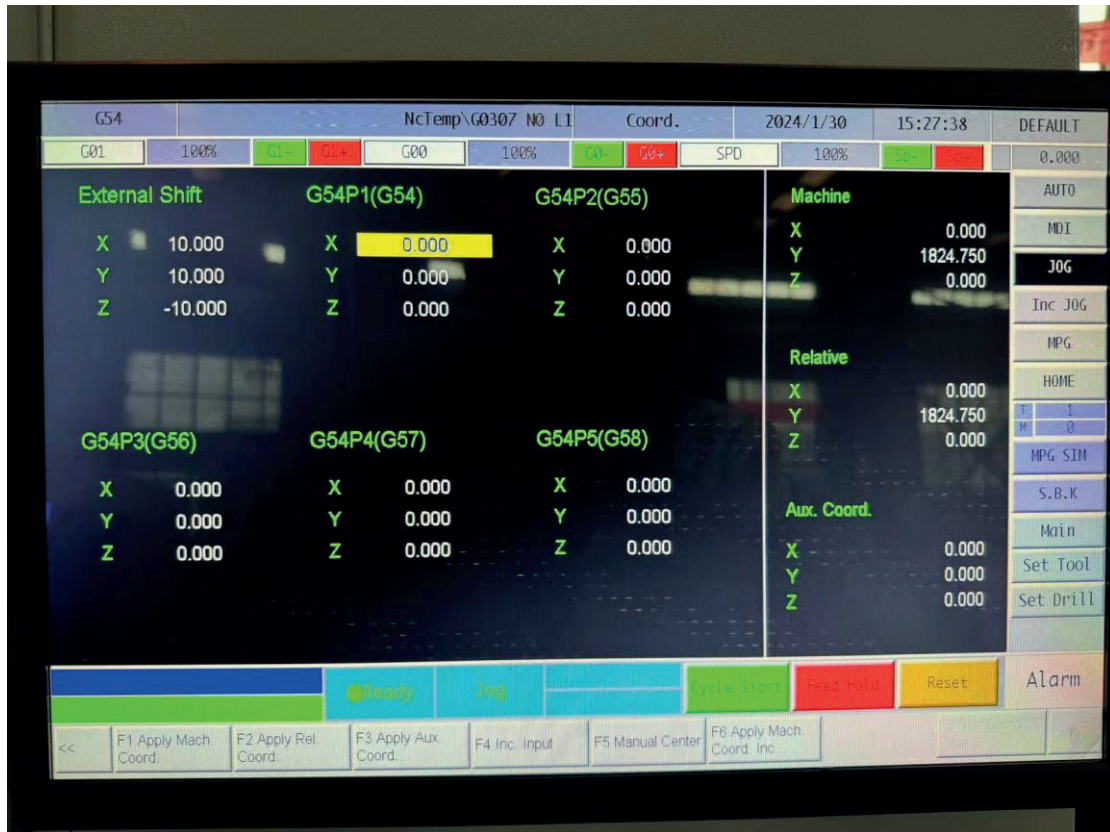 G54 NcTemp\G0307 N0 L1 Coord. 2024/1/30 15:27:38 DEFAULT
G01 100% G1- G1+ G00 100% G0- G0+ SPD 100% Sp- Sp+ 0.000
External Shift G54P1(G54) G54P2(G55) Machine AUTO
X 10.000 X 0.000 X 0.000 X 0.000 MDI
Y 10.000 Y 0.000 Y 0.000 Y 1824.750 JOG
Z -10.000 Z 0.000 Z 0.000 Z 0.000 Inc JOG
MPG
Relative
X 0.000 HOME
Y 1824.750 T 1
G54P3(G56) G54P4(G57) G54P5(G58) Z 0.000 M 0
MPG SIM
X 0.000 X 0.000 X 0.000 S.B.K
Y 0.000 Y 0.000 Y 0.000 Aux. Coord.
Z 0.000 Z 0.000 Z 0.000 X 0.000 Main
Y 0.000 Set Tool
Z 0.000 Set Drill
Ready Jog Cycle Start Feed Hold Reset Alarm
<< F1 Apply Mach. Coord. F2 Apply Rel. Coord. F3 Apply Aux. Coord. F4 Inc. Input F5 Manual Center F6 Apply Mach. Coord. Inc.